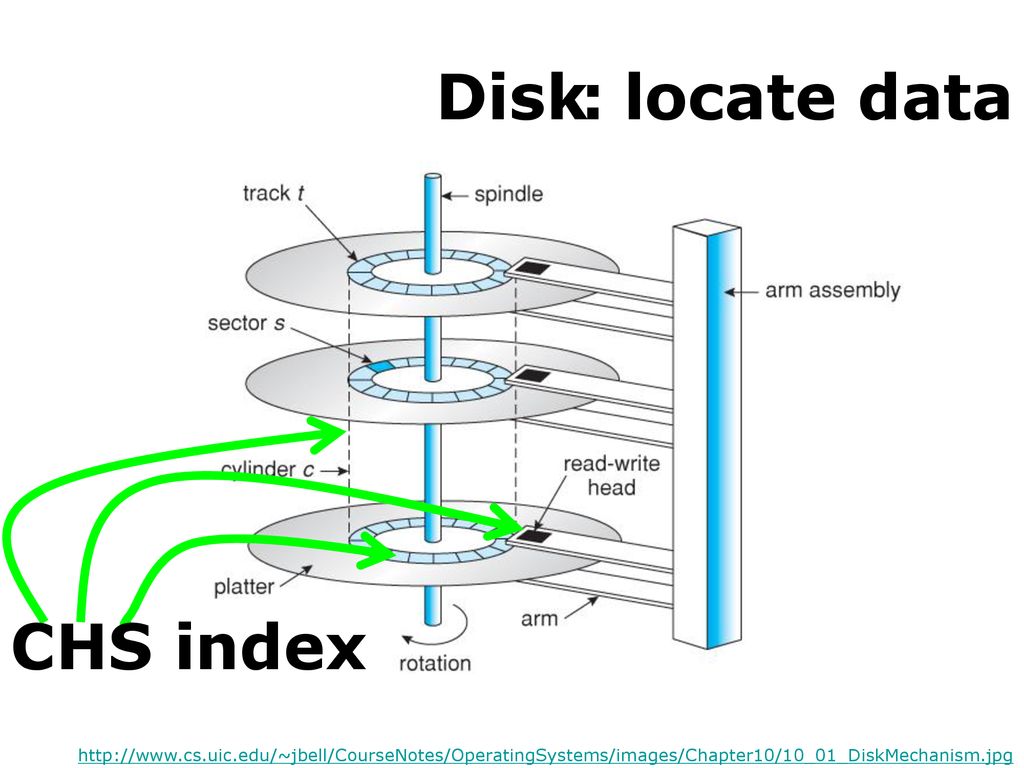 Disk: locate data
track t
spindle
arm assembly
sector s
cylinder c
read-write
head
platter
arm
CHS index
rotation
http://www.cs.uic.edu/~jbell/CourseNotes/OperatingSystems/images/Chapter10/10_01_DiskMechanism.jpg